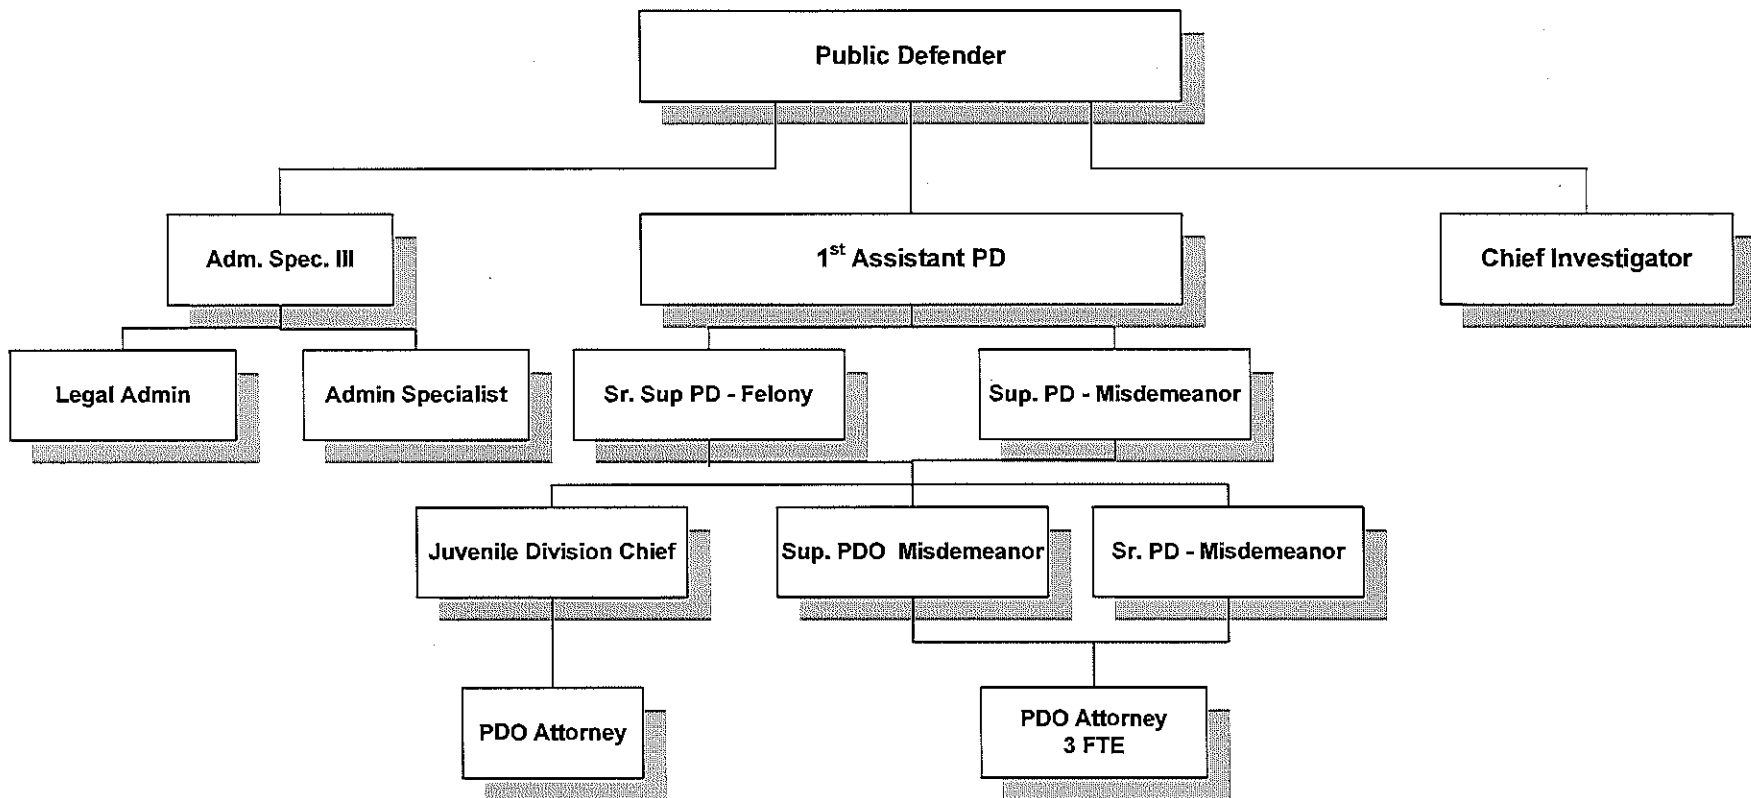 Public Defender
Adm. Spec. III
1st Assistant PD
Chief Investigator
Legal Admin
Admin Specialist
Sr. Sup PD - Felony
Sup. PD - Misdemeanor
Juvenile Division Chief
Sup. PDO Misdemeanor
Sr. PD - Misdemeanor
PDO Attorney
PDO Attorney
3 FTE